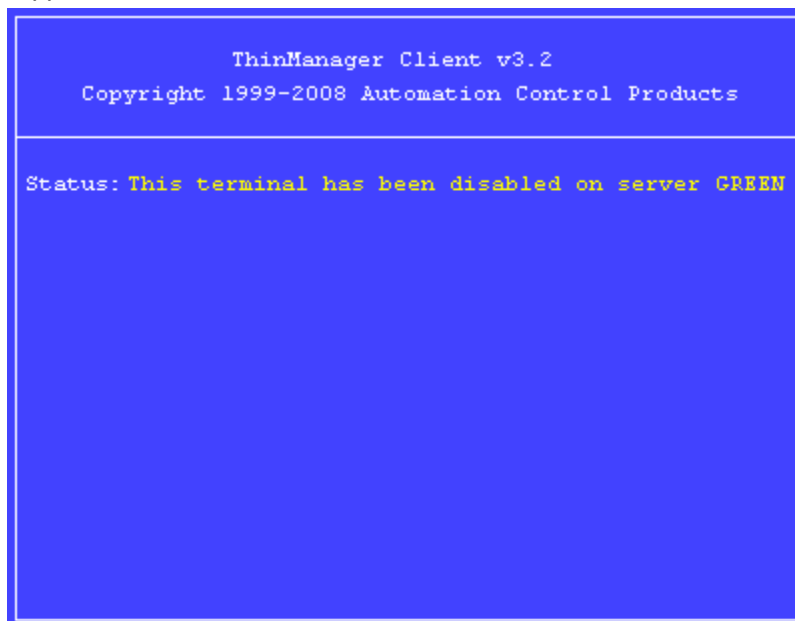 ThinManager Client v3.2
Copyright 1999-2008 Automation Control Products
Status: This terminal has been disabled on server GREEN